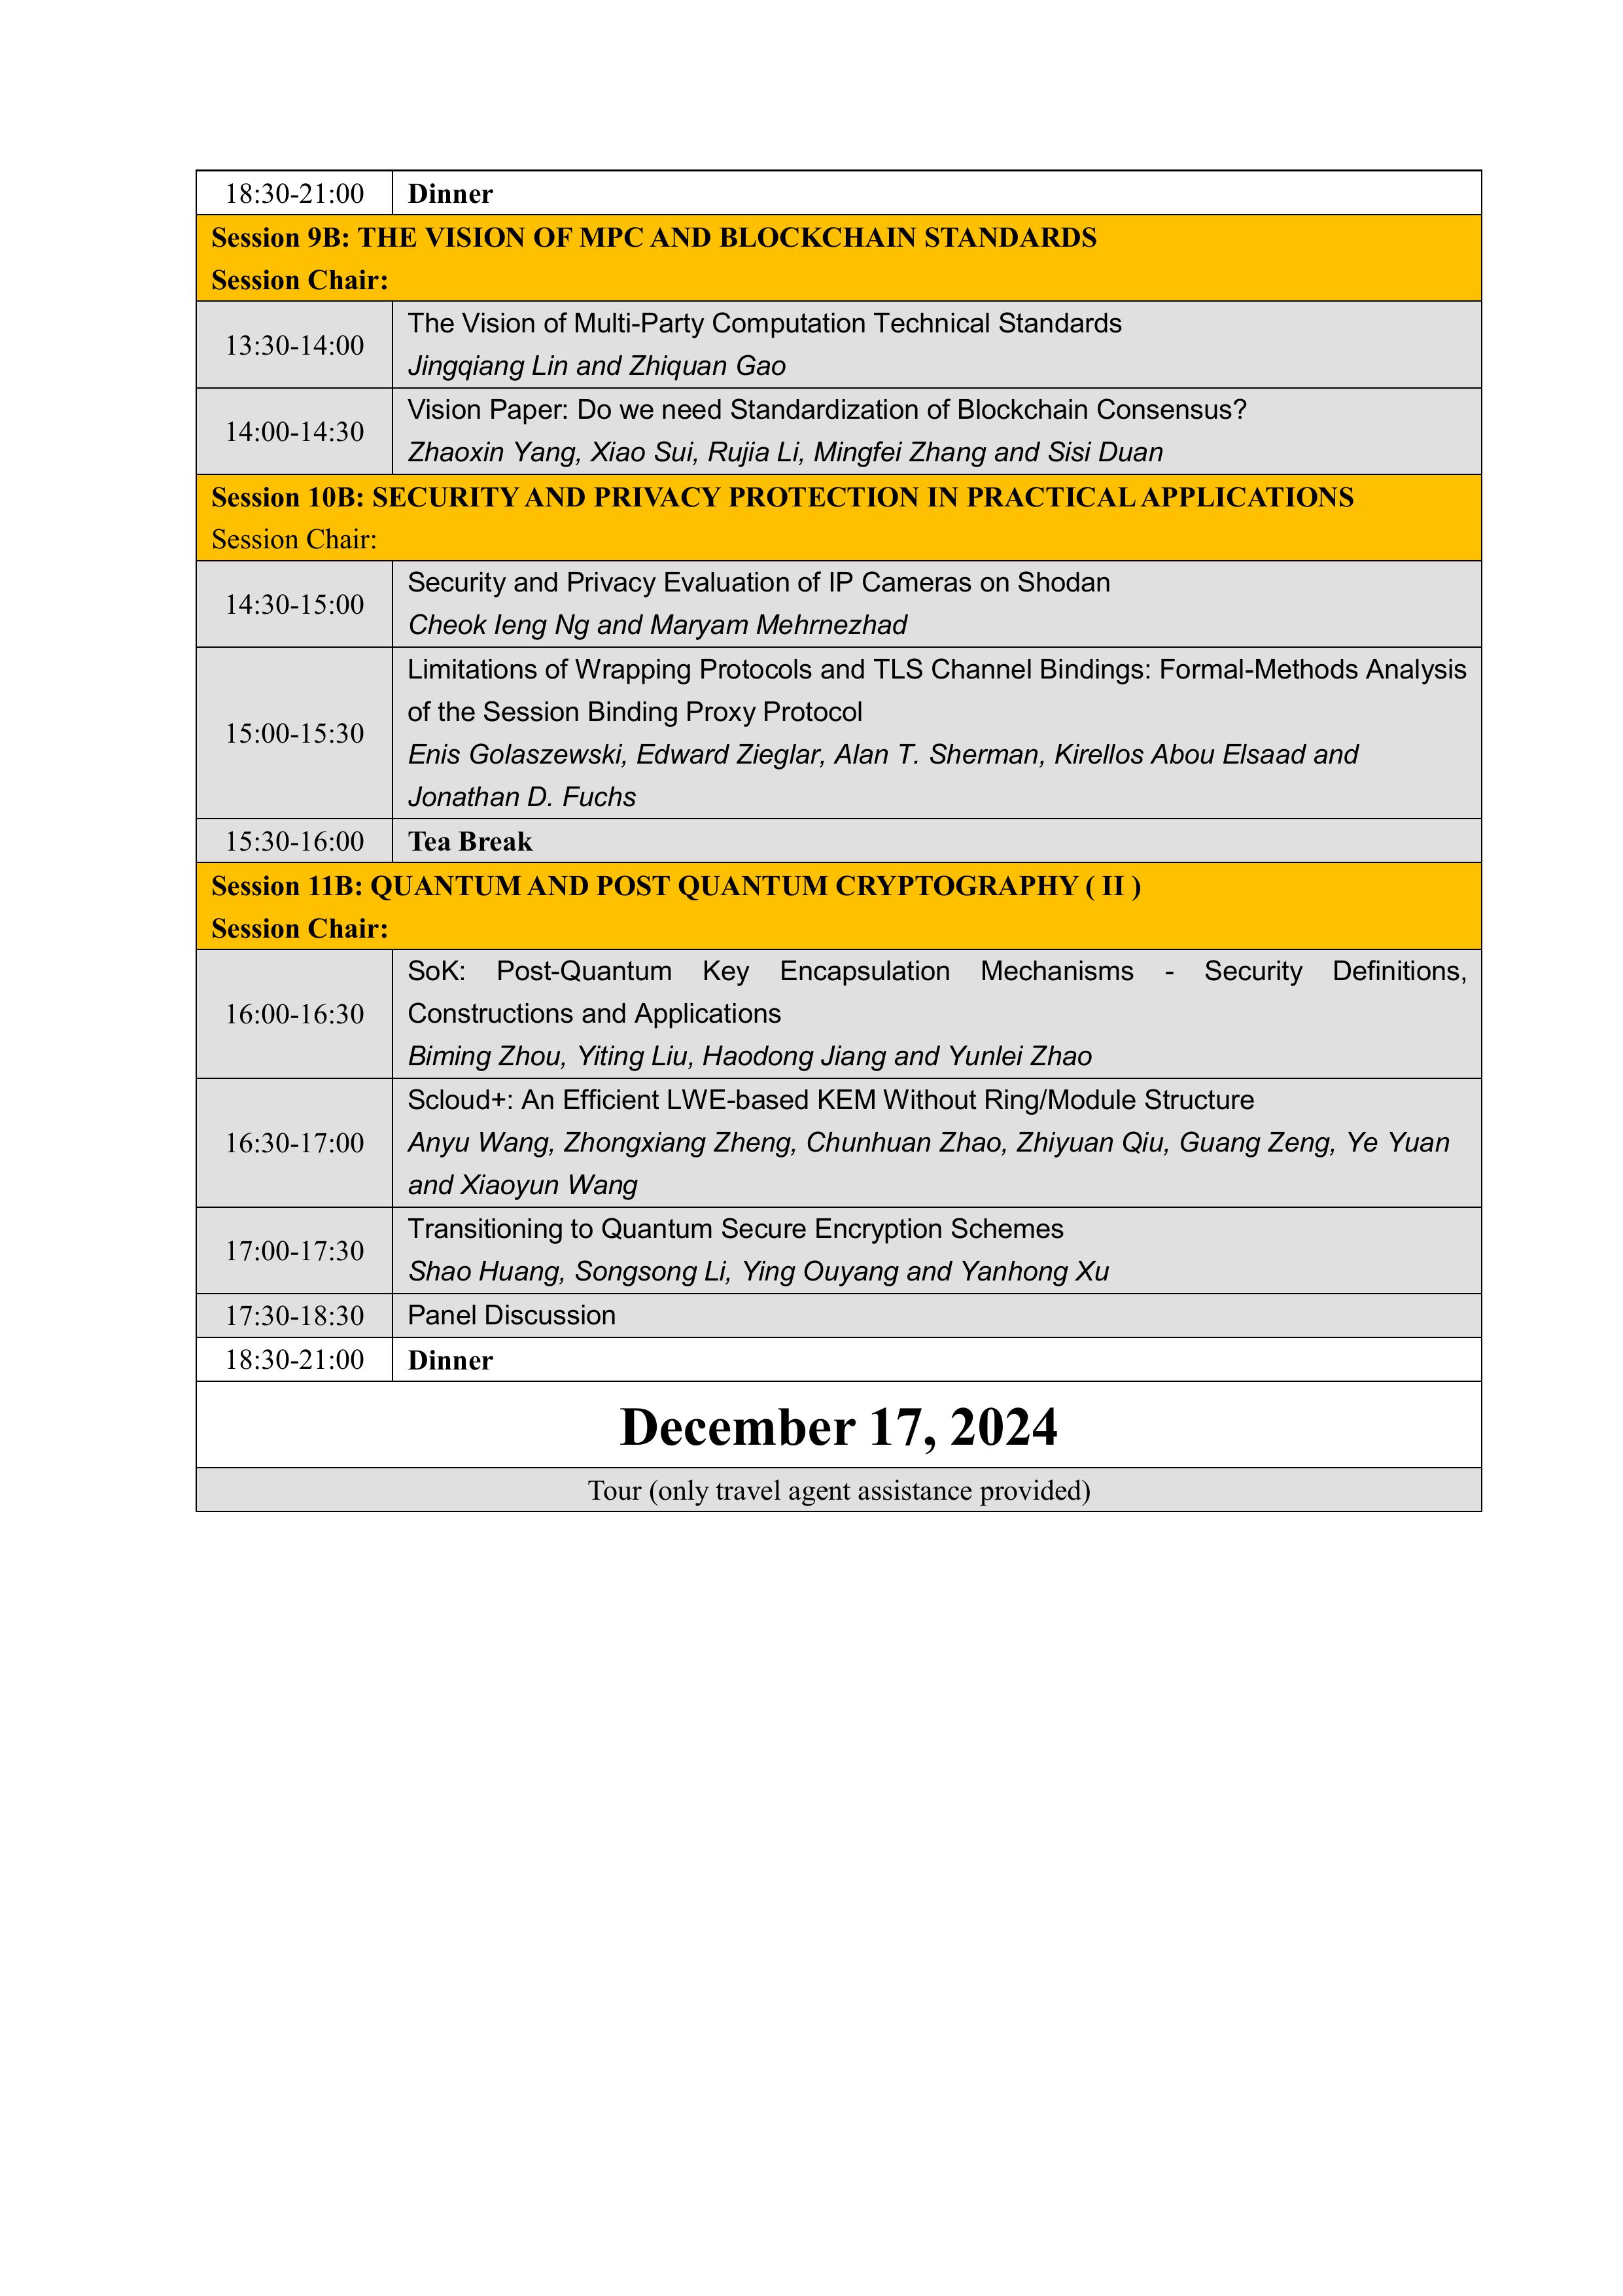 18:30-21:00 Dinner
Session 9B: THE VISION OF MPC AND BLOCKCHAIN STANDARDS
Session Chair:
13:30-14:00
The Vision of Multi-Party Computation Technical Standards
Jingqiang Lin and Zhiquan Gao
14:00-14:30
Vision Paper: Do we need Standardization of Blockchain Consensus?
Zhaoxin Yang, Xiao Sui, Rujia Li, Mingfei Zhang and Sisi Duan
Session 10B: SECURITY AND PRIVACY PROTECTION IN PRACTICAL APPLICATIONS
Session Chair:
14:30-15:00
Security and Privacy Evaluation of IP Cameras on Shodan
Cheok Ieng Ng and Maryam Mehrnezhad
15:00-15:30
Limitations of Wrapping Protocols and TLS Channel Bindings: Formal-Methods Analysis
of the Session Binding Proxy Protocol
Enis Golaszewski, Edward Zieglar, Alan T. Sherman, Kirellos Abou Elsaad and
Jonathan D. Fuchs
15:30-16:00 Tea Break
Session 11B: QUANTUM AND POST QUANTUM CRYPTOGRAPHY ( II )
Session Chair:
16:00-16:30
SoK: Post-Quantum Key Encapsulation Mechanisms - Security Definitions,
Constructions and Applications
Biming Zhou, Yiting Liu, Haodong Jiang and Yunlei Zhao
16:30-17:00
Scloud+: An Efficient LWE-based KEM Without Ring/Module Structure
Anyu Wang, Zhongxiang Zheng, Chunhuan Zhao, Zhiyuan Qiu, Guang Zeng, Ye Yuan
and Xiaoyun Wang
17:00-17:30
Transitioning to Quantum Secure Encryption Schemes
Shao Huang, Songsong Li, Ying Ouyang and Yanhong Xu
17:30-18:30 Panel Discussion
18:30-21:00 Dinner
December 17, 2024
Tour (only travel agent assistance provided)